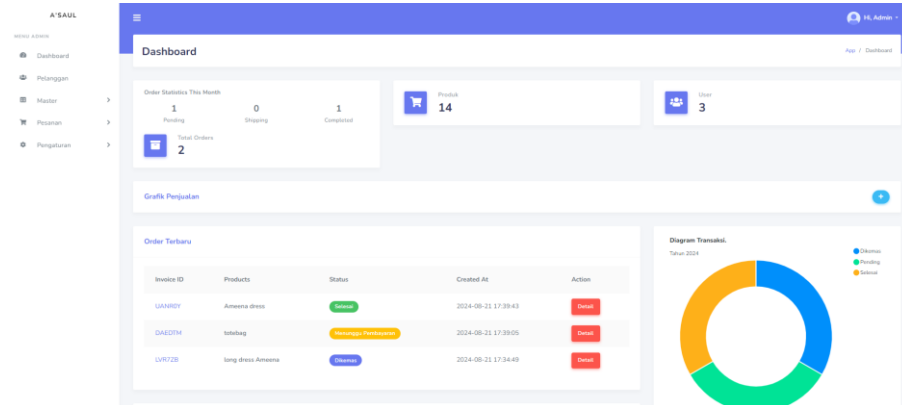 A'SAUL
Hi, Admin
MENU ADMIN
Dashboard
Pelanggan
Master
Pesanan
Pengaturan
Dashboard
App / Dashboard
Order Statistics This Month
1
Pending
0
Shipping
1
Completed
Total Orders
2
Produk
14
User
3
Grafik Penjualan
Order Terbaru
Invoice ID Products Status Created At Action
UANR0Y Ameena dress Selesai 2024-08-21 17:39:43 Detail
DAEDTM totebag Menunggu Pembayaran 2024-08-21 17:39:05 Detail
LVR7ZB long dress Ameena Dikemas 2024-08-21 17:34:49 Detail
Diagram Transaksi.
Tahun 2024
Dikemas
Pending
Selesai